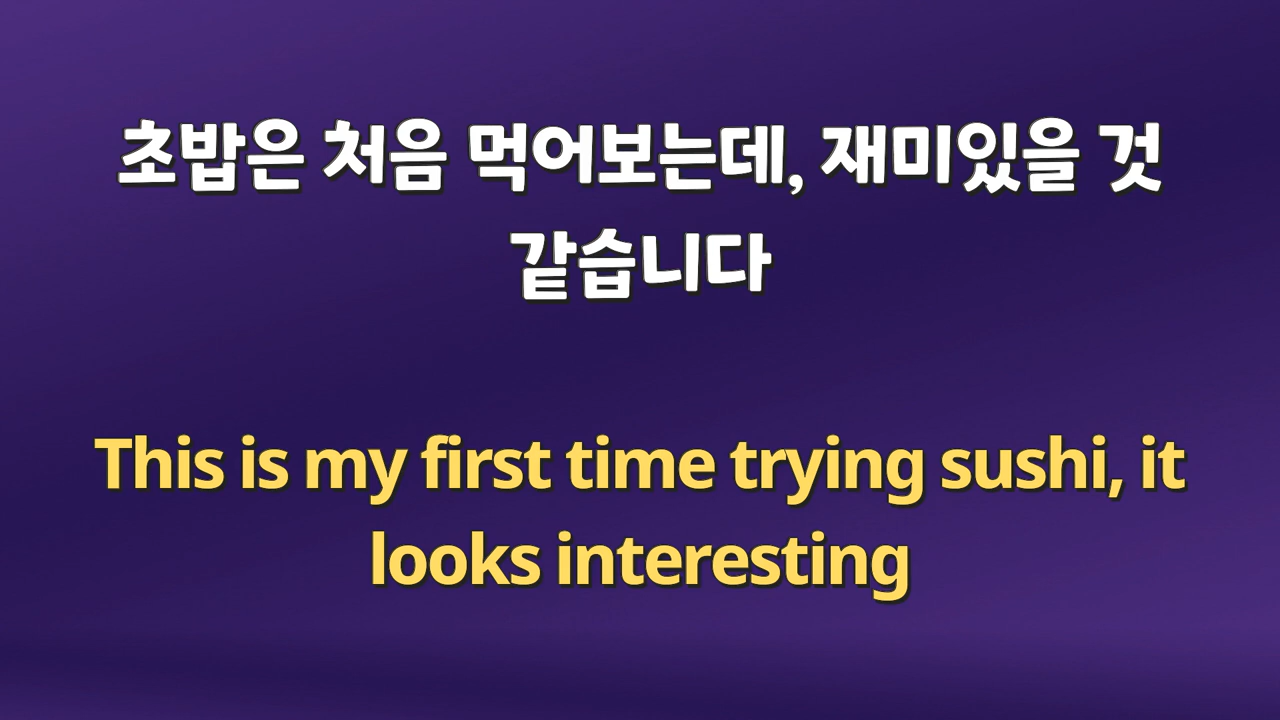 초밥은 처음 먹어보는데, 재미있을 것
같습니다
This is my first time trying sushi, it
looks interesting